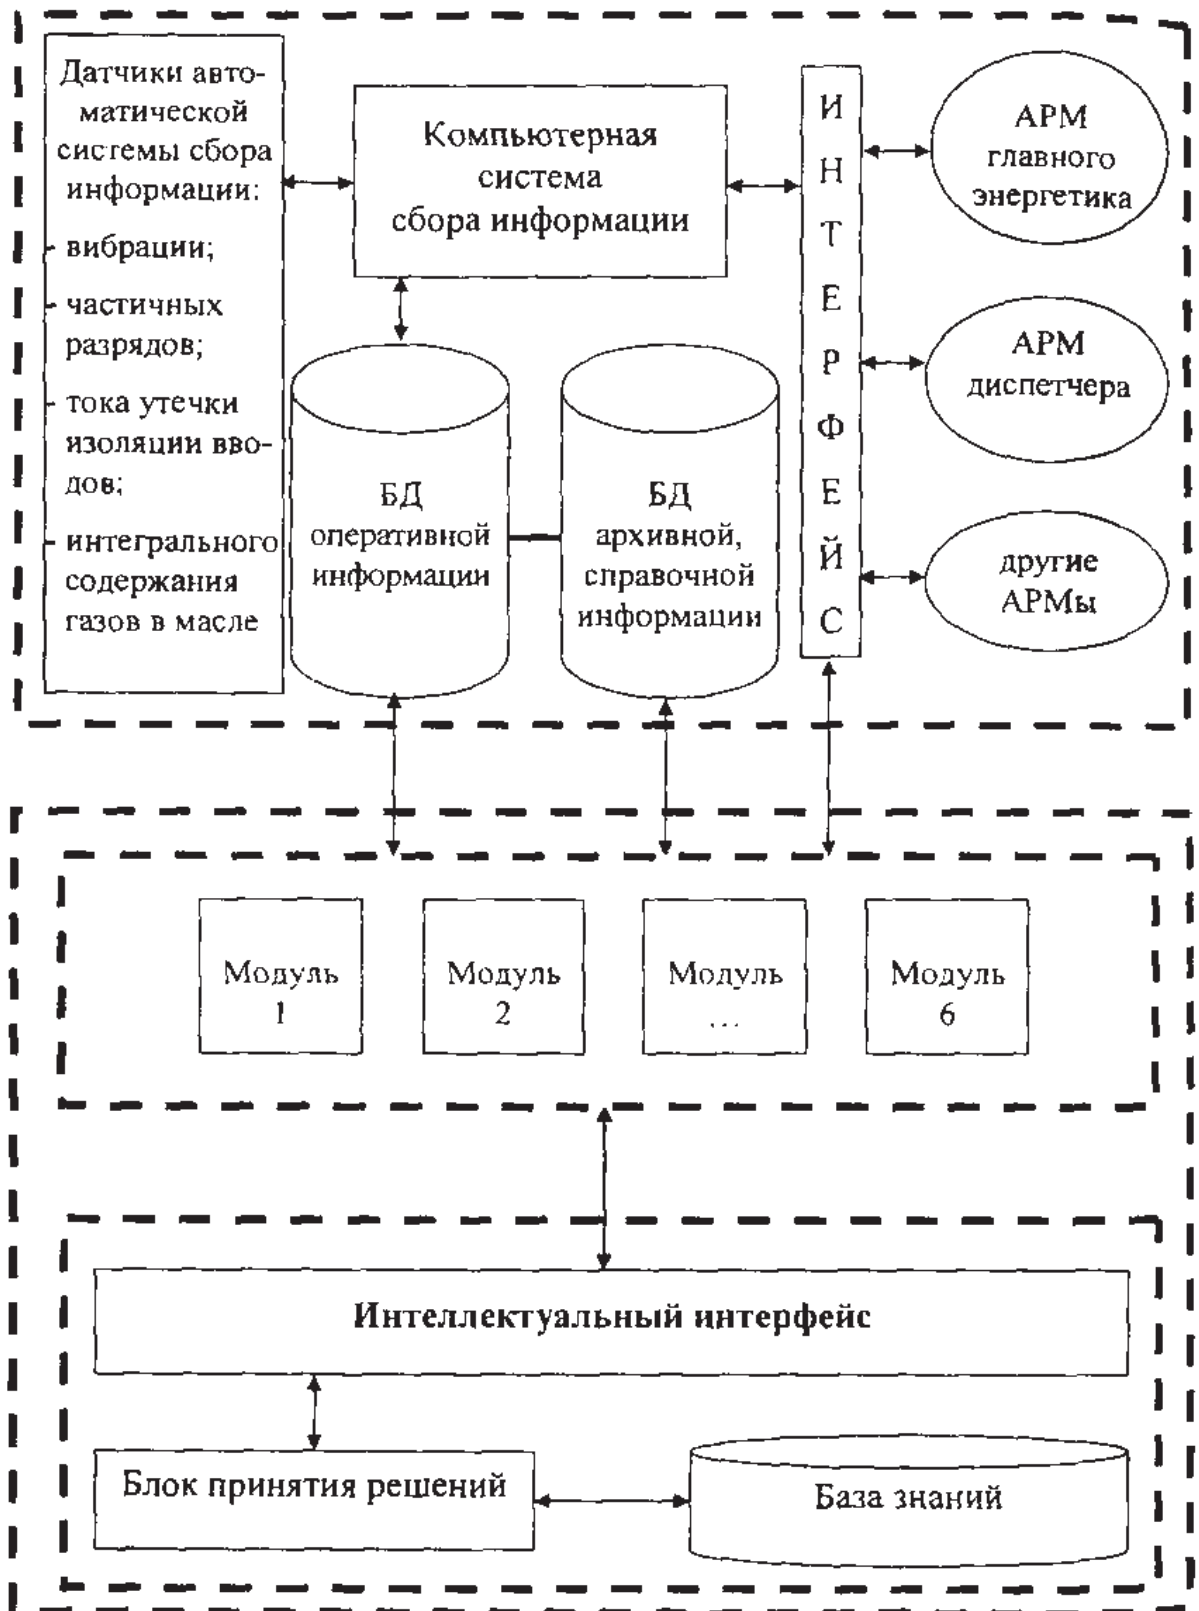 Датчики авто-
матической
системы сбора
информации:
- вибрации;
- частичных
разрядов;
- тока утечки
изоляции вво-
дов;
- интегрального
содержания
газов в масле
Компьютерная
система
сбора информации
БД
оперативной
информации
БД
архивной,
справочной
информации
И
Н
Т
Е
Р
Ф
Е
Й
С
АРМ
главного
энергетика
АРМ
диспетчера
другие
АРМы
Модуль
1
Модуль
2
Модуль
...
Модуль
6
Интеллектуальный интерфейс
Блок принятия решений
База знаний